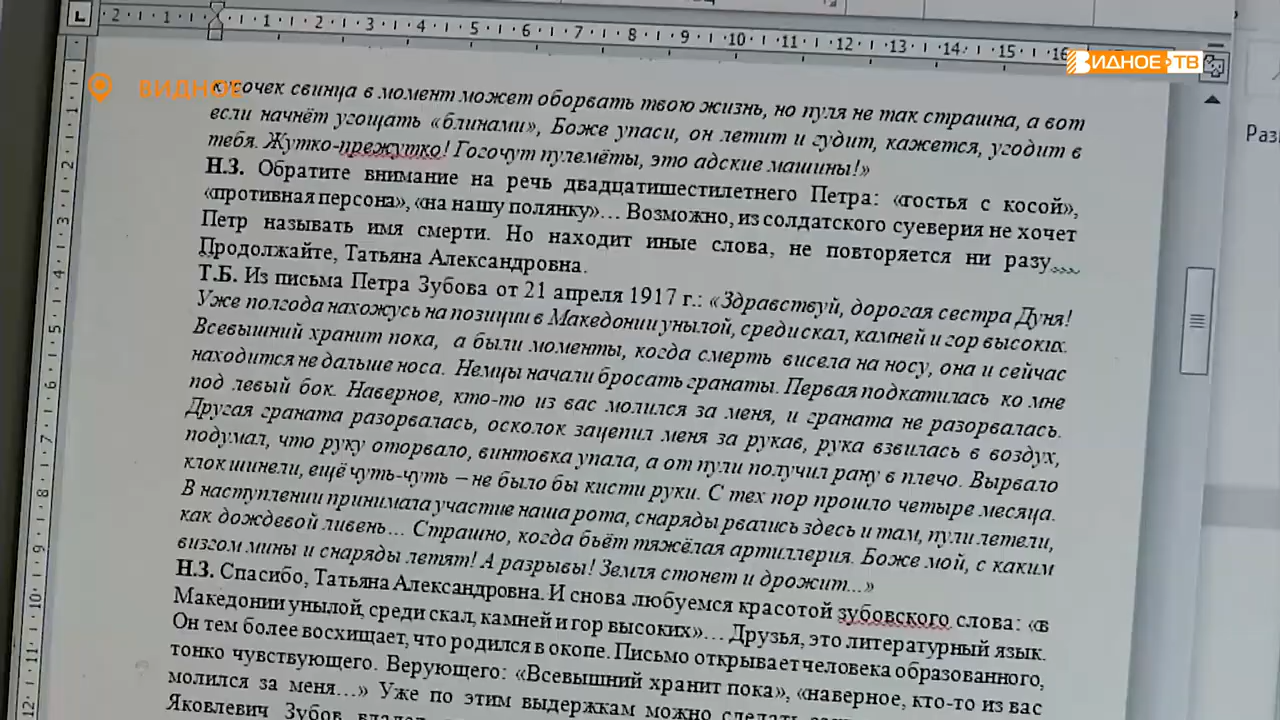 ВИДНОЕ ТВ
ВИДНОЕ
Раз
кусочек свинца в момент может оборвать твою жизнь, но пуля не так страшна, а вот
если начнёт угощать «блинами», Боже упаси, он летит и гудит, кажется, угодит в
тебя. Жутко-прежутко! Гогочут пулемёты, это адские машины!»
Н.З. Обратите внимание на речь двадцатишестилетнего Петра: «гостья с косой»,
«противная персона», «на нашу полянку»… Возможно, из солдатского суеверия не хочет
Петр называть имя смерти. Но находит иные слова, не повторяется ни разу....
Продолжайте, Татьяна Александровна.
Т.Б. Из письма Петра Зубова от 21 апреля 1917 г.: «Здравствуй, дорогая сестра Дуня!
Уже полгода нахожусь на позиции в Македонии унылой, среди скал, камней и гор высоких.
Всевышний хранит пока, а были моменты, когда смерть висела на носу, она и сейчас
находится не дальше носа. Немцы начали бросать гранаты. Первая подкатилась ко мне
под левый бок. Наверное, кто-то из вас молился за меня, и граната не разорвалась.
Другая граната разорвалась, осколок зацепил меня за рукав, рука взвилась в воздух,
подумал, что руку оторвало, винтовка упала, а от пули получил рану в плечо. Вырвало
клок шинели, ещё чуть-чуть – не было бы кисти руки. С тех пор прошло четыре месяца.
В наступлении принимала участие наша рота, снаряды рвались здесь и там, пули летели,
как дождевой ливень… Страшно, когда бьёт тяжёлая артиллерия. Боже мой, с каким
визгом мины и снаряды летят! А разрывы! Земля стонет и дрожит…»
Н.З. Спасибо, Татьяна Александровна. И снова любуемся красотой зубовского слова: «в
Македонии унылой, среди скал, камней и гор высоких»… Друзья, это литературный язык.
Он тем более восхищает, что родился в окопе. Письмо открывает человека образованного,
тонко чувствующего. Верующего: «Всевышний хранит пока», «наверное, кто-то из вас
молился за меня…» Уже по этим выдержкам можно сделать
Яковлевич Зубов